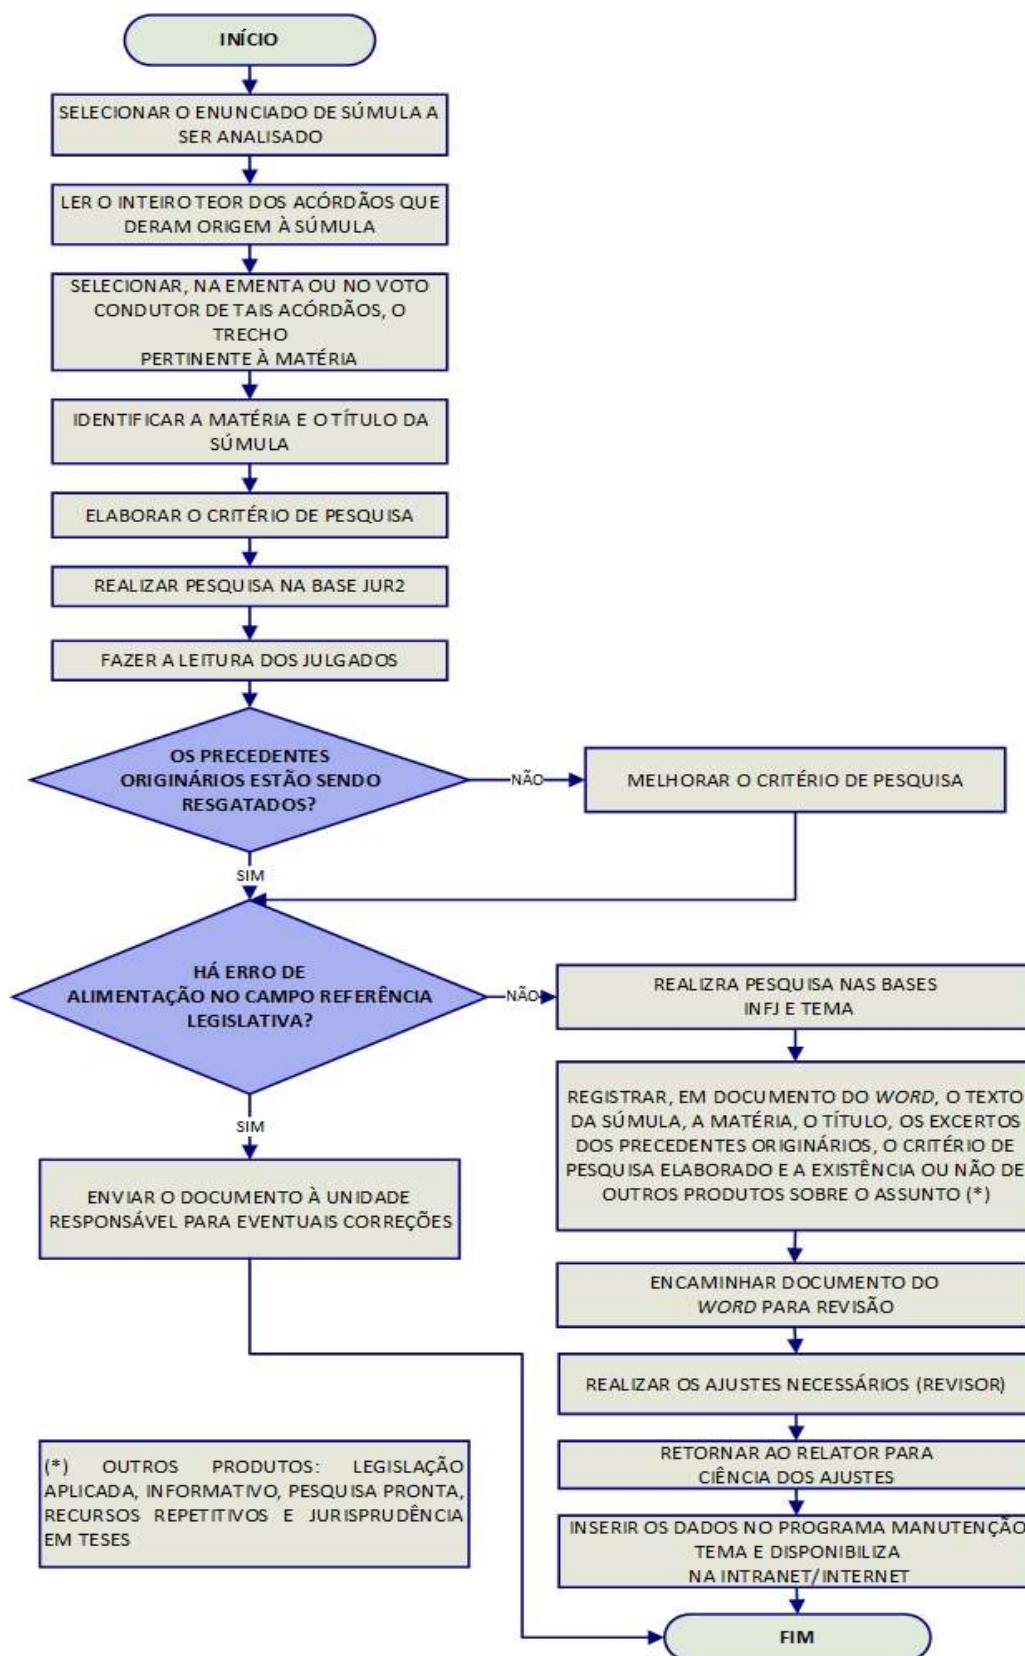 INÍCIO
SELECIONAR O ENUNCIADO DE SÚMULA A
SER ANALISADO
LER O INTEIRO TEOR DOS ACÓRDÃOS QUE
DERAM ORIGEM À SÚMULA
SELECIONAR, NA EMENTA OU NO VOTO
CONDUTOR DE TAIS ACÓRDÃOS, O
TRECHO
PERTINENTE À MATÉRIA
IDENTIFICAR A MATÉRIA E O TÍTULO DA
SÚMULA
ELABORAR O CRITÉRIO DE PESQUISA
REALIZAR PESQUISA NA BASE JUR2
FAZER A LEITURA DOS JULGADOS
OS PRECEDENTES
ORIGINÁRIOS ESTÃO SENDO
RESGATADOS?
NÃO
MELHORAR O CRITÉRIO DE PESQUISA
SIM
HÁ ERRO DE
ALIMENTAÇÃO NO CAMPO REFERÊNCIA
LEGISLATIVA?
NÃO
REALIZRA PESQUISA NAS BASES
INFJ E TEMA
REGISTRAR, EM DOCUMENTO DO WORD, O TEXTO
DA SÚMULA, A MATÉRIA, O TÍTULO, OS EXCERTOS
DOS PRECEDENTES ORIGINÁRIOS, O CRITÉRIO DE
PESQUISA ELABORADO E A EXISTÊNCIA OU NÃO DE
OUTROS PRODUTOS SOBRE O ASSUNTO (*)
SIM
ENVIAR O DOCUMENTO À UNIDADE
RESPONSÁVEL PARA EVENTUAIS CORREÇÕES
ENCAMINHAR DOCUMENTO DO
WORD PARA REVISÃO
REALIZAR OS AJUSTES NECESSÁRIOS (REVISOR)
RETORNAR AO RELATOR PARA
CIÊNCIA DOS AJUSTES
INSERIR OS DADOS NO PROGRAMA MANUTENÇÃO
TEMA E DISPONIBILIZA
NA INTRANET/INTERNET
(*) OUTROS PRODUTOS: LEGISLAÇÃO
APLICADA, INFORMATIVO, PESQUISA PRONTA,
RECURSOS REPETITIVOS E JURISPRUDÊNCIA
EM TESES
FIM